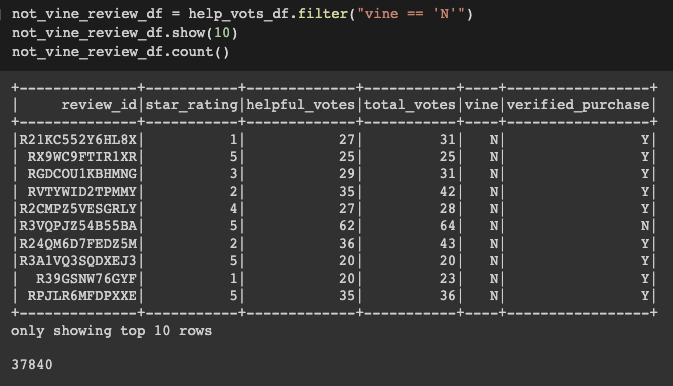 not_vine_review_df = help_vots_df.filter("vine == 'N'")
not_vine_review_df.show(10)
not_vine_review_df.count()
+--------------+-----------+-------------+-----------+----+-----------------+
|     review_id|star_rating|helpful_votes|total_votes|vine|verified_purchase|
+--------------+-----------+-------------+-----------+----+-----------------+
|R21KC552Y6HL8X|          1|           27|         31|   N|                Y|
| RX9WC9FTIR1XR|          5|           25|         25|   N|                Y|
| RGDCOU1KBHMNG|          3|           29|         31|   N|                Y|
| RVTYWID2TPMMY|          2|           35|         42|   N|                Y|
|R2CMPZ5VESGRLY|          4|           27|         28|   N|                Y|
|R3VQPJZ54B55BA|          5|           62|         64|   N|                N|
|R24QM6D7FEDZ5M|          2|           36|         43|   N|                Y|
|R3A1VQ3SQDXEJ3|          5|           20|         20|   N|                Y|
|  R39GSNW76GYF|          1|           20|         23|   N|                Y|
| RPJLR6MFDPXXE|          5|           35|         36|   N|                Y|
+--------------+-----------+-------------+-----------+----+-----------------+
only showing top 10 rows
37840